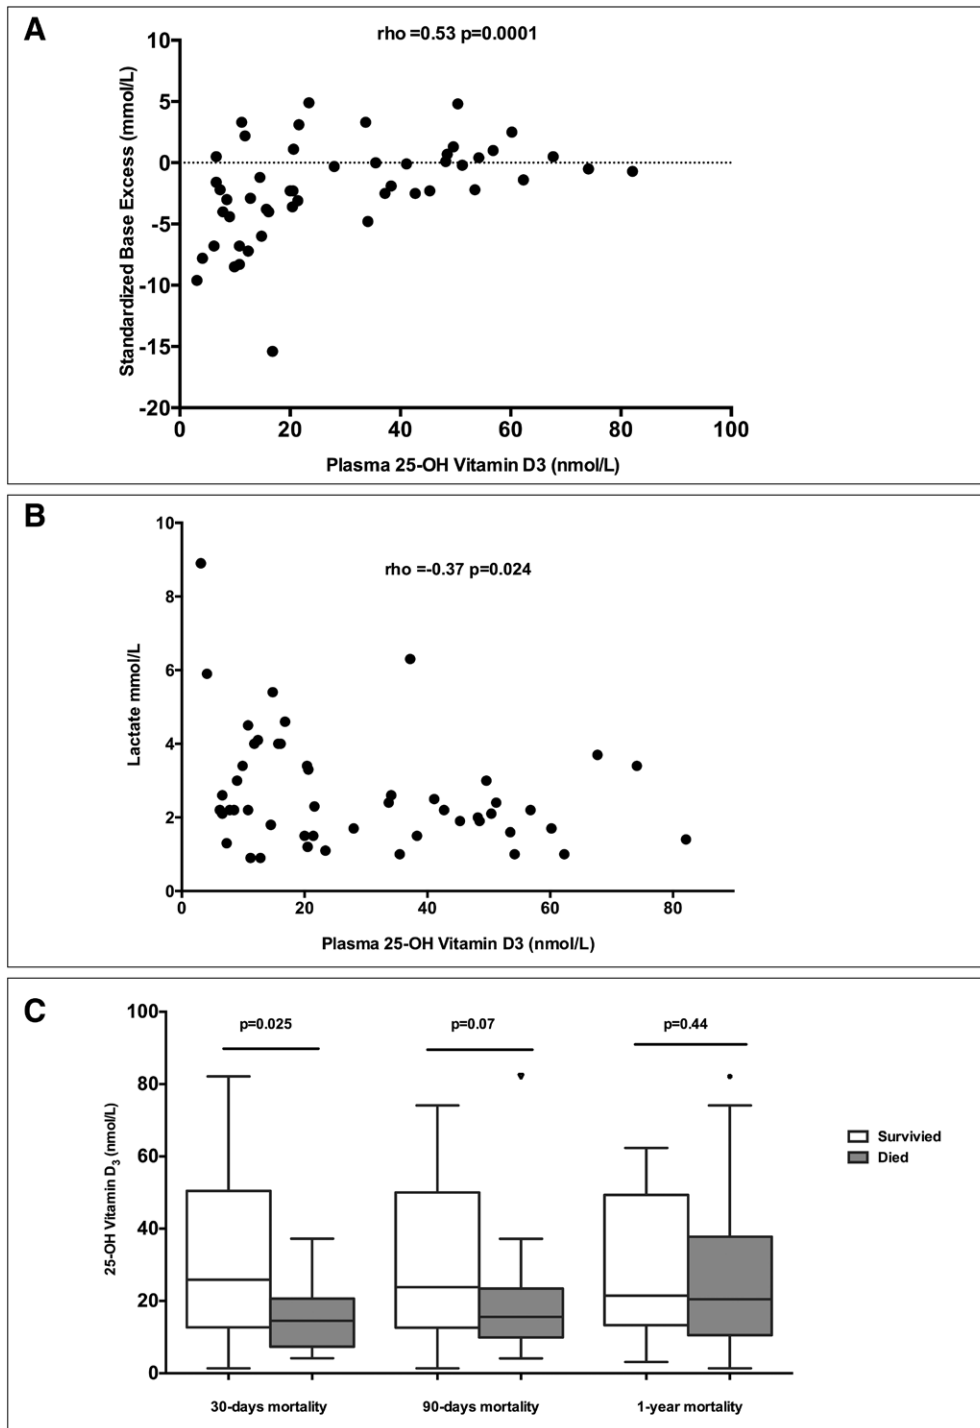 A
rho =0.53 p=0.0001
Standardized Base Excess (mmol/L)
10
5
0
-5
-10
-15
-20
0 20 40 60 80 100
Plasma 25-OH Vitamin D3 (nmol/L)
B
rho =-0.37 p=0.024
Lactate mmol/L
10
8
6
4
2
0
0 20 40 60 80
Plasma 25-OH Vitamin D3 (nmol/L)
C
25-OH Vitamin D3 (nmol/L)
100
80
60
40
20
0
p=0.025 p=0.07 p=0.44
Survivied
Died
30-days mortality 90-days mortality 1-year mortality